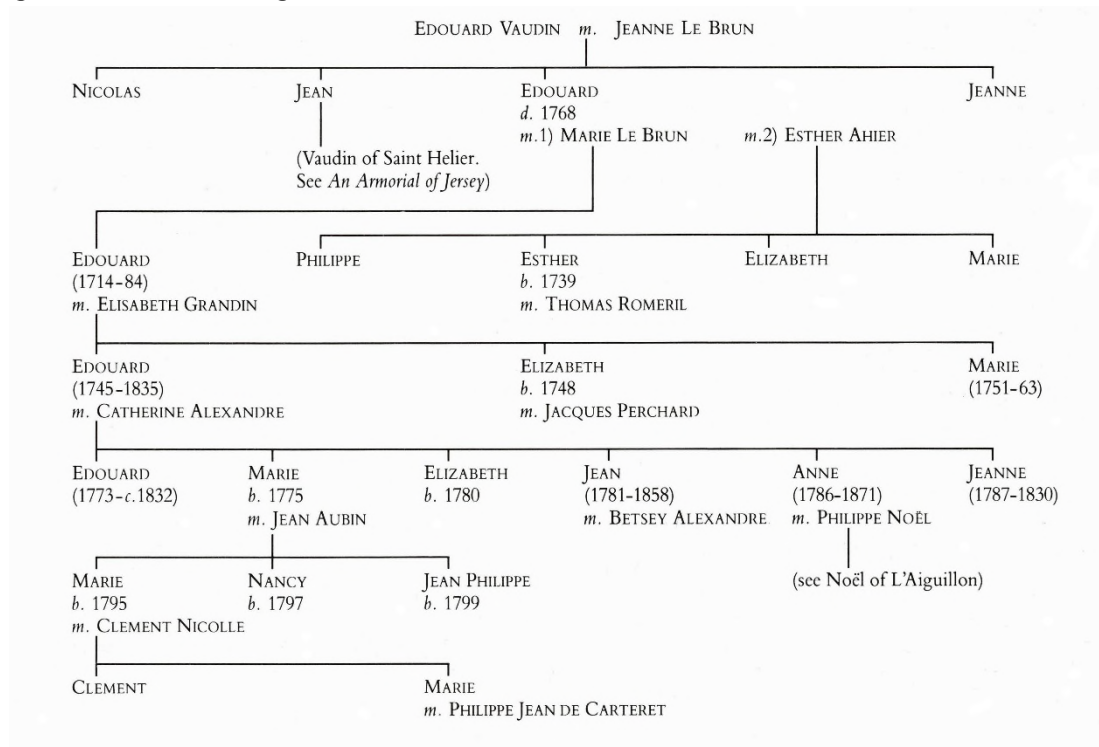 EDOUARD VAUDIN m. JEANNE LE BRUN
NICOLAS JEAN EDOUARD JEANNE
d. 1768
m.1) MARIE LE BRUN m.2) ESTHER AHIER
(Vaudin of Saint Helier.
See An Armorial of Jersey)
EDOUARD PHILIPPE ESTHER ELIZABETH MARIE
(1714–84) b. 1739
m. ELISABETH GRANDIN m. THOMAS ROMERIL
EDOUARD ELIZABETH MARIE
(1745–1835) b. 1748 (1751–63)
m. CATHERINE ALEXANDRE m. JACQUES PERCHARD
EDOUARD MARIE ELIZABETH JEAN ANNE JEANNE
(1773–c.1832) b. 1775 b. 1780 (1781–1858) (1786–1871) (1787–1830)
m. JEAN AUBIN m. BETSEY ALEXANDRE m. PHILIPPE NOËL
MARIE NANCY JEAN PHILIPPE (see Noël of L'Aiguillon)
b. 1795 b. 1797 b. 1799
m. CLEMENT NICOLLE
CLEMENT MARIE
m. PHILIPPE JEAN DE CARTERET